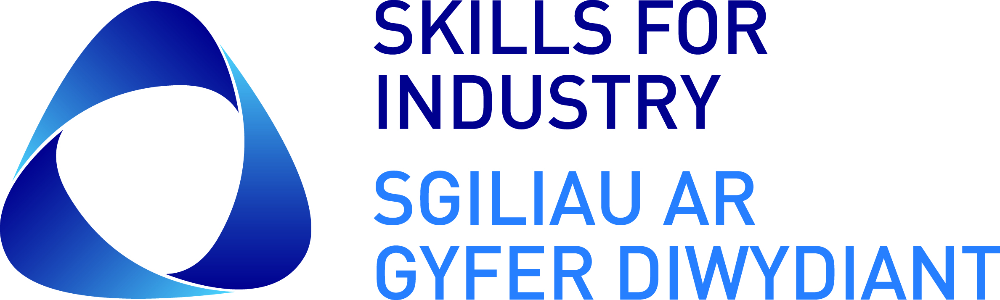 SKILLS FOR
INDUSTRY
SGILIAU AR
GYFER DIWYDIANT